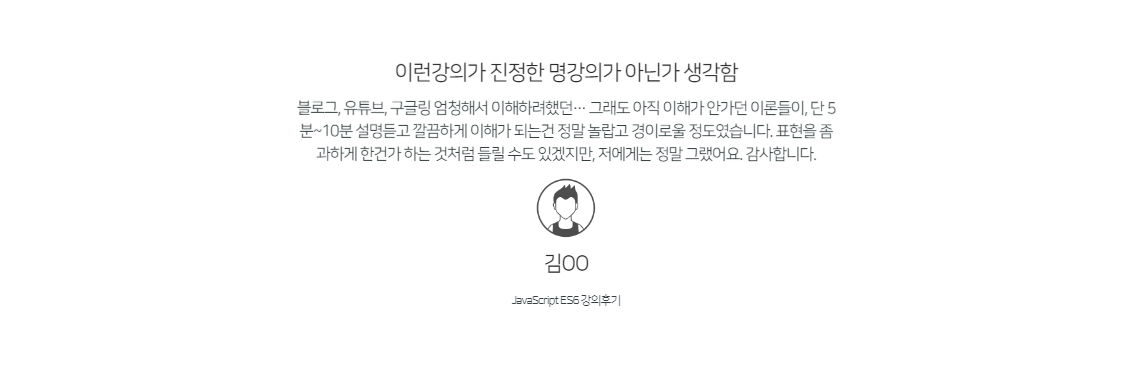 이런강의가 진정한 명강의가 아닌가 생각함
블로그, 유튜브, 구글링 엄청해서 이해하려했던… 그래도 아직 이해가 안가던 이론들이, 단 5
분~10분 설명듣고 깔끔하게 이해가 되는건 정말 놀랍고 경이로울 정도였습니다. 표현을 좀
과하게 한건가 하는 것처럼 들릴 수도 있겠지만, 저에게는 정말 그랬어요. 감사합니다.
김OO
JavaScript ES6 강의후기